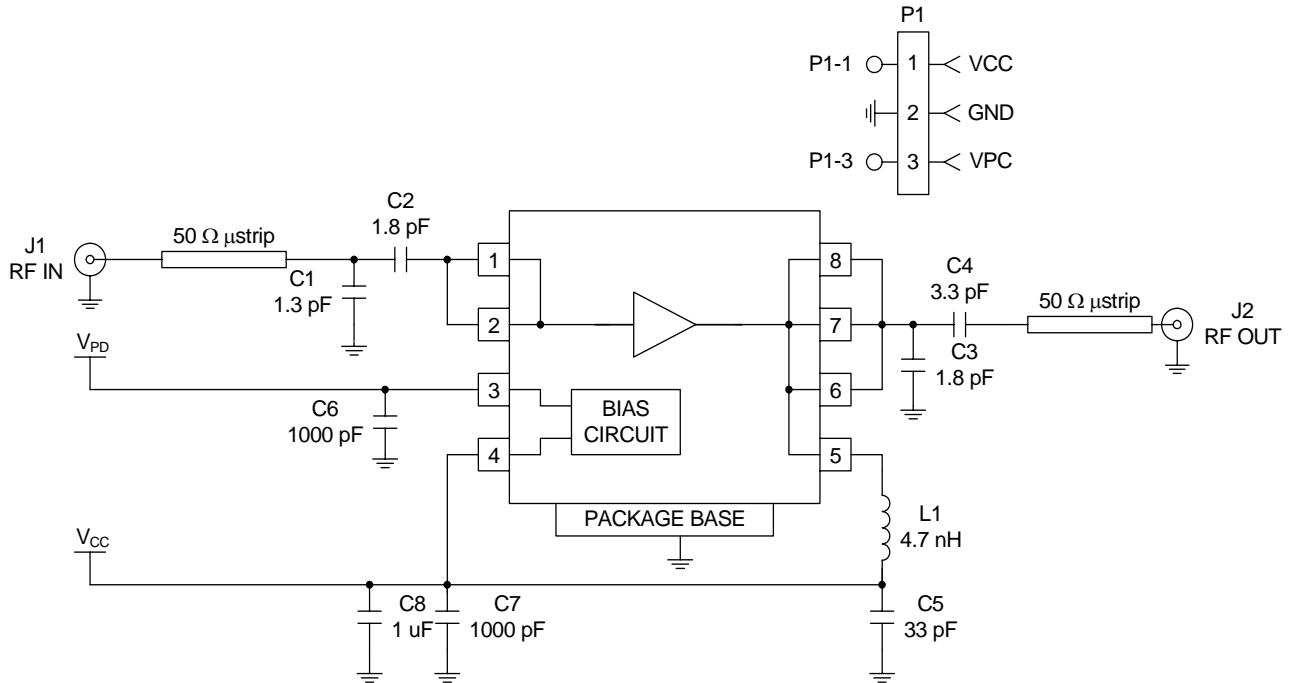 P1
P1-1
1
VCC
2
GND
P1-3
3
VPC
C2
1.8 pF
J1
RF IN
50 Ω μstrip
C1
1.3 pF
1
2
3
4
8
7
6
5
C4
3.3 pF
50 Ω μstrip
J2
RF OUT
C3
1.8 pF
VPD
C6
1000 pF
BIAS
CIRCUIT
PACKAGE BASE
L1
4.7 nH
VCC
C8
1 uF
C7
1000 pF
C5
33 pF